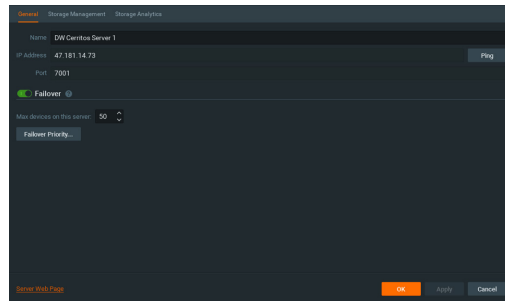 General Storage Management Storage Analytics
Name DW Cerritos Server 1
IP Address 47.181.14.73 Ping
Port 7001
Failover ?
Max devices on this server 50
Failover Priority...
Server Web Page OK Apply Cancel